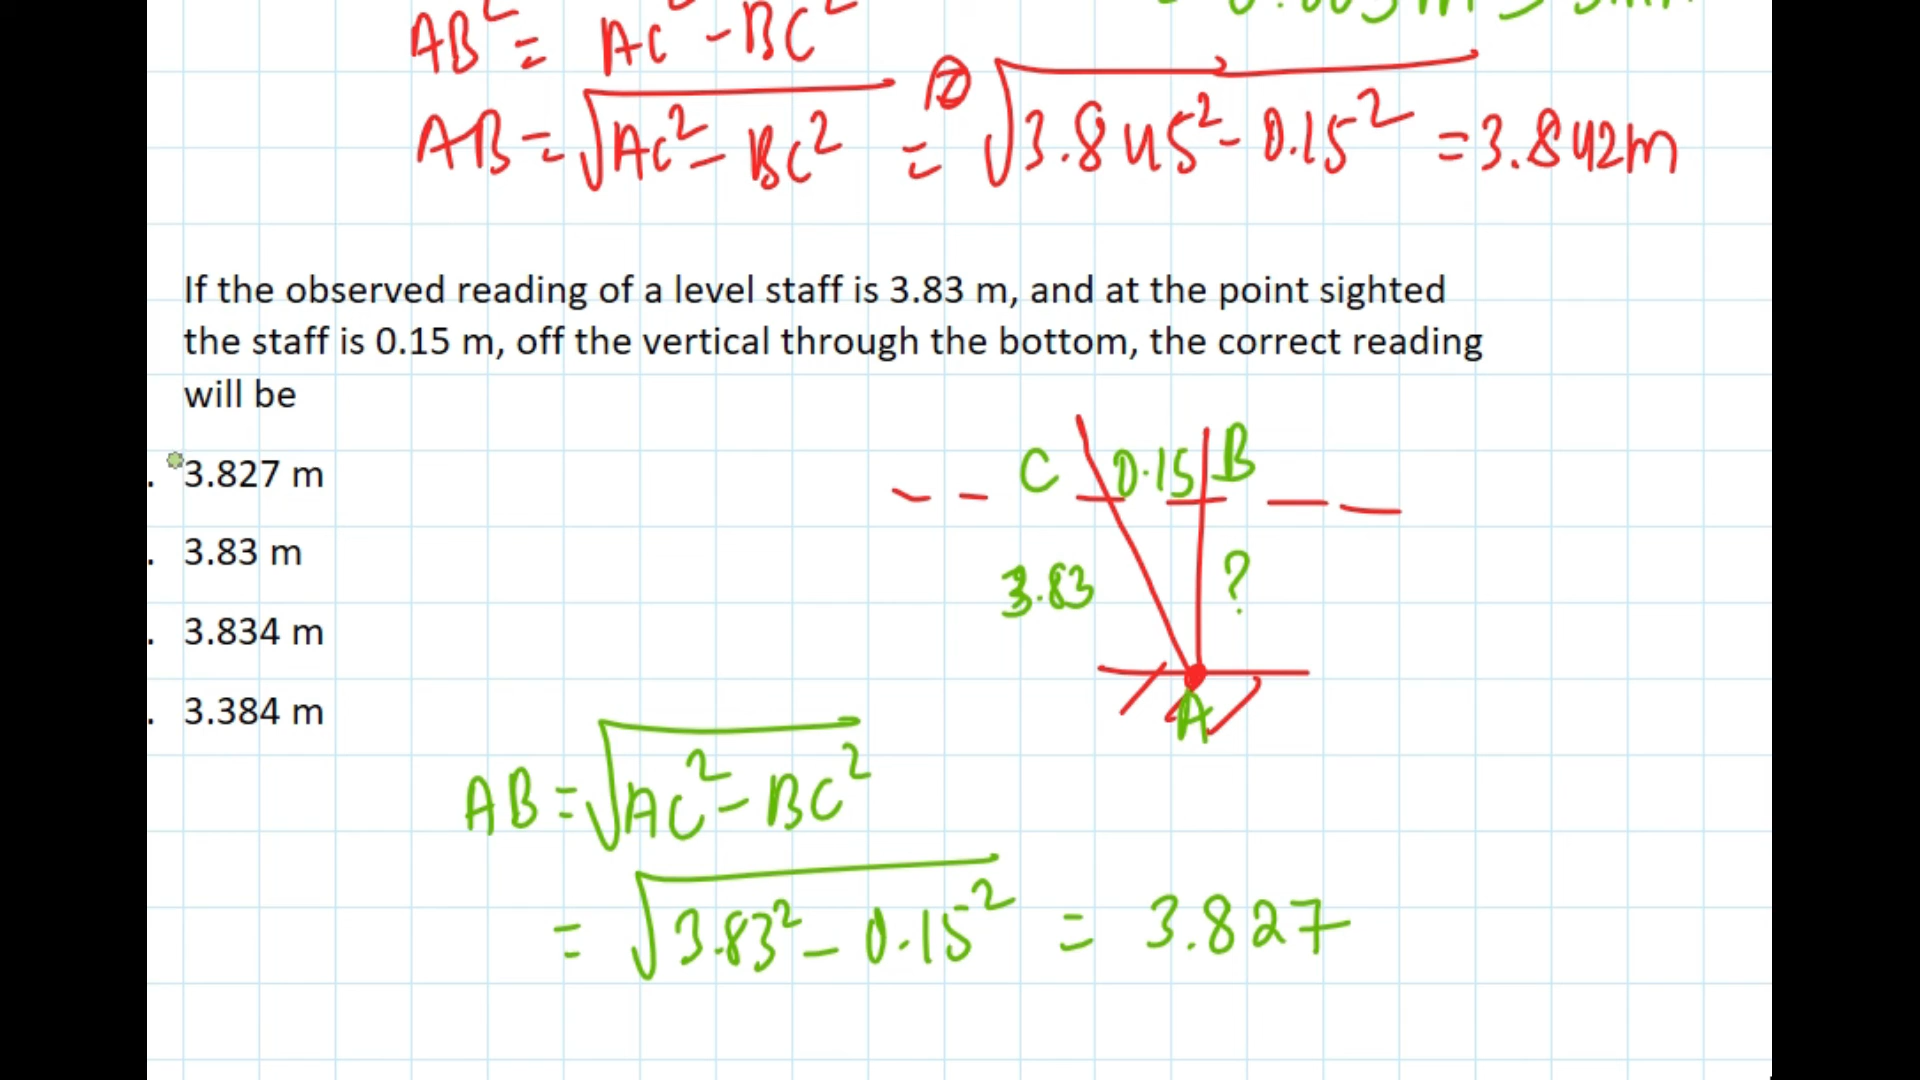 AB² = AC² - BC²
AB = √AC² - BC² = √3.845² - 0.15² = 3.842m
If the observed reading of a level staff is 3.83 m, and at the point sighted
the staff is 0.15 m, off the vertical through the bottom, the correct reading
will be
. 3.827 m
. 3.83 m
. 3.834 m
. 3.384 m
C 0.15 B
3.83 ?
A
AB = √AC² - BC²
= √3.83² - 0.15² = 3.827